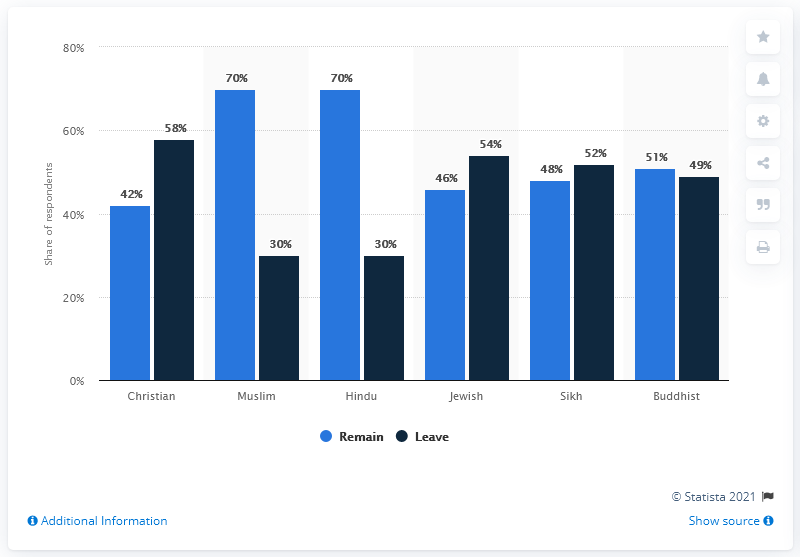 80%
60%
40%
20%
0%
Share of respondents
42%
58%
70%
30%
70%
30%
46%
54%
48%
52%
51%
49%
Christian
Muslim
Hindu
Jewish
Sikh
Buddhist
Remain
Leave
© Statista 2021
Additional Information
Show source